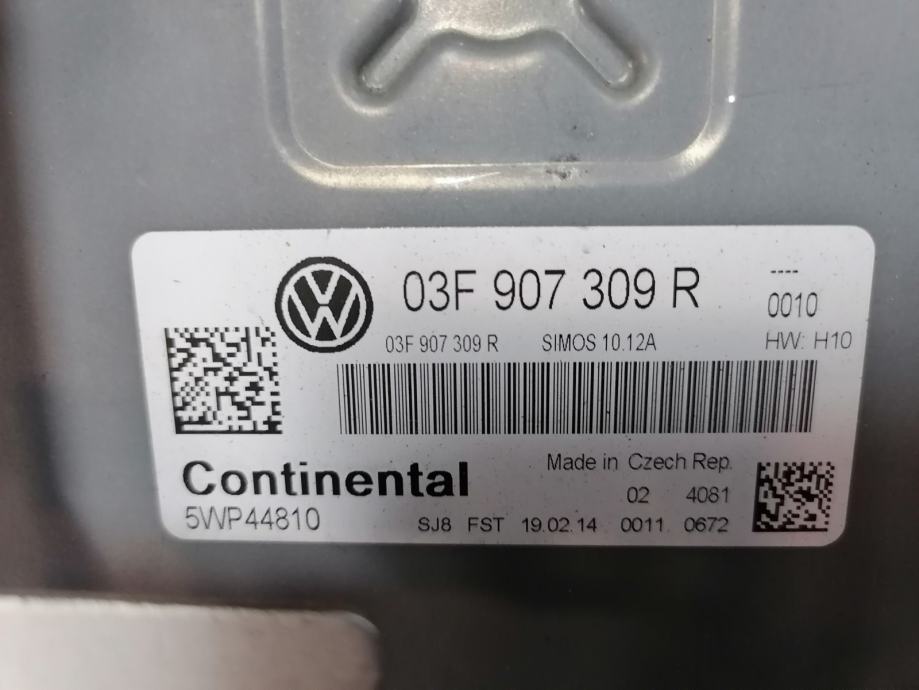 03F 907 309 R
----
0010
03F 907 309 R SIMOS 10.12A HW: H10
Continental
Made in Czech Rep.
02 4081
5WP44810
SJ8 FST 19.02.14 0011 0672